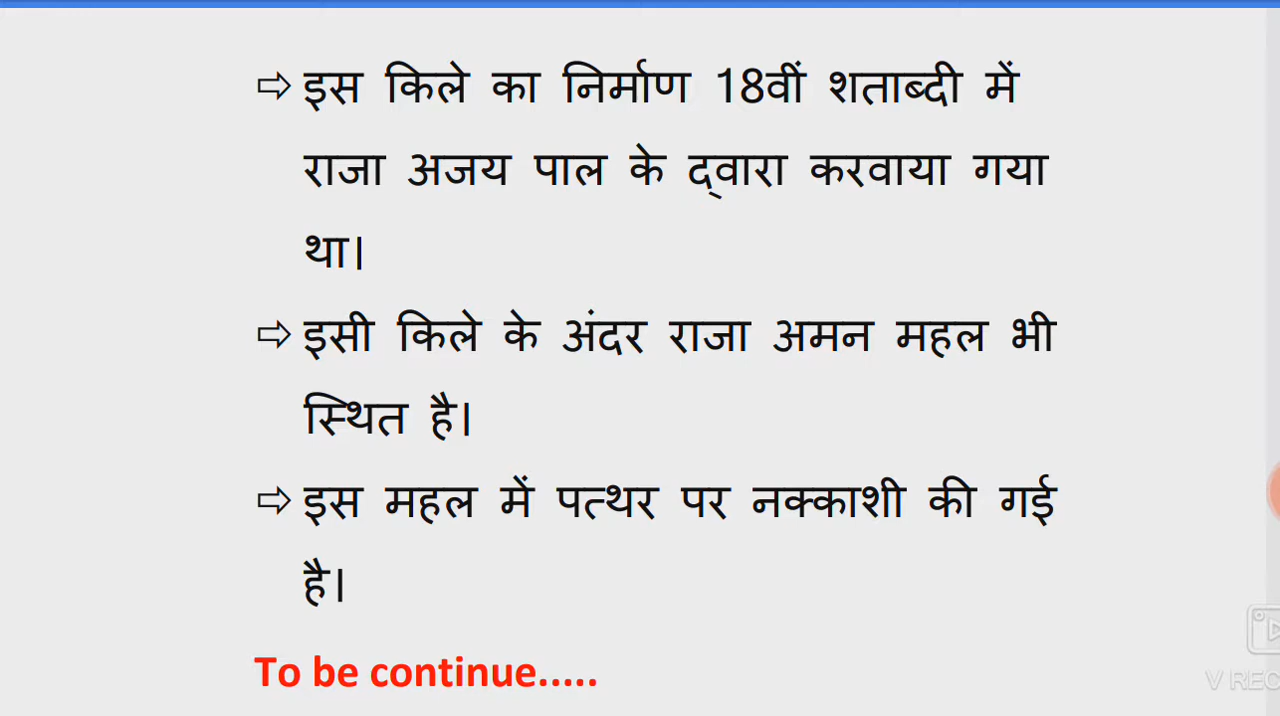 ⇨ इस किले का निर्माण 18वीं शताब्दी में
राजा अजय पाल के द्वारा करवाया गया
था।
⇨ इसी किले के अंदर राजा अमन महल भी
स्थित है।
⇨ इस महल में पत्थर पर नक्काशी की गई
है।
To be continue.....
V REC